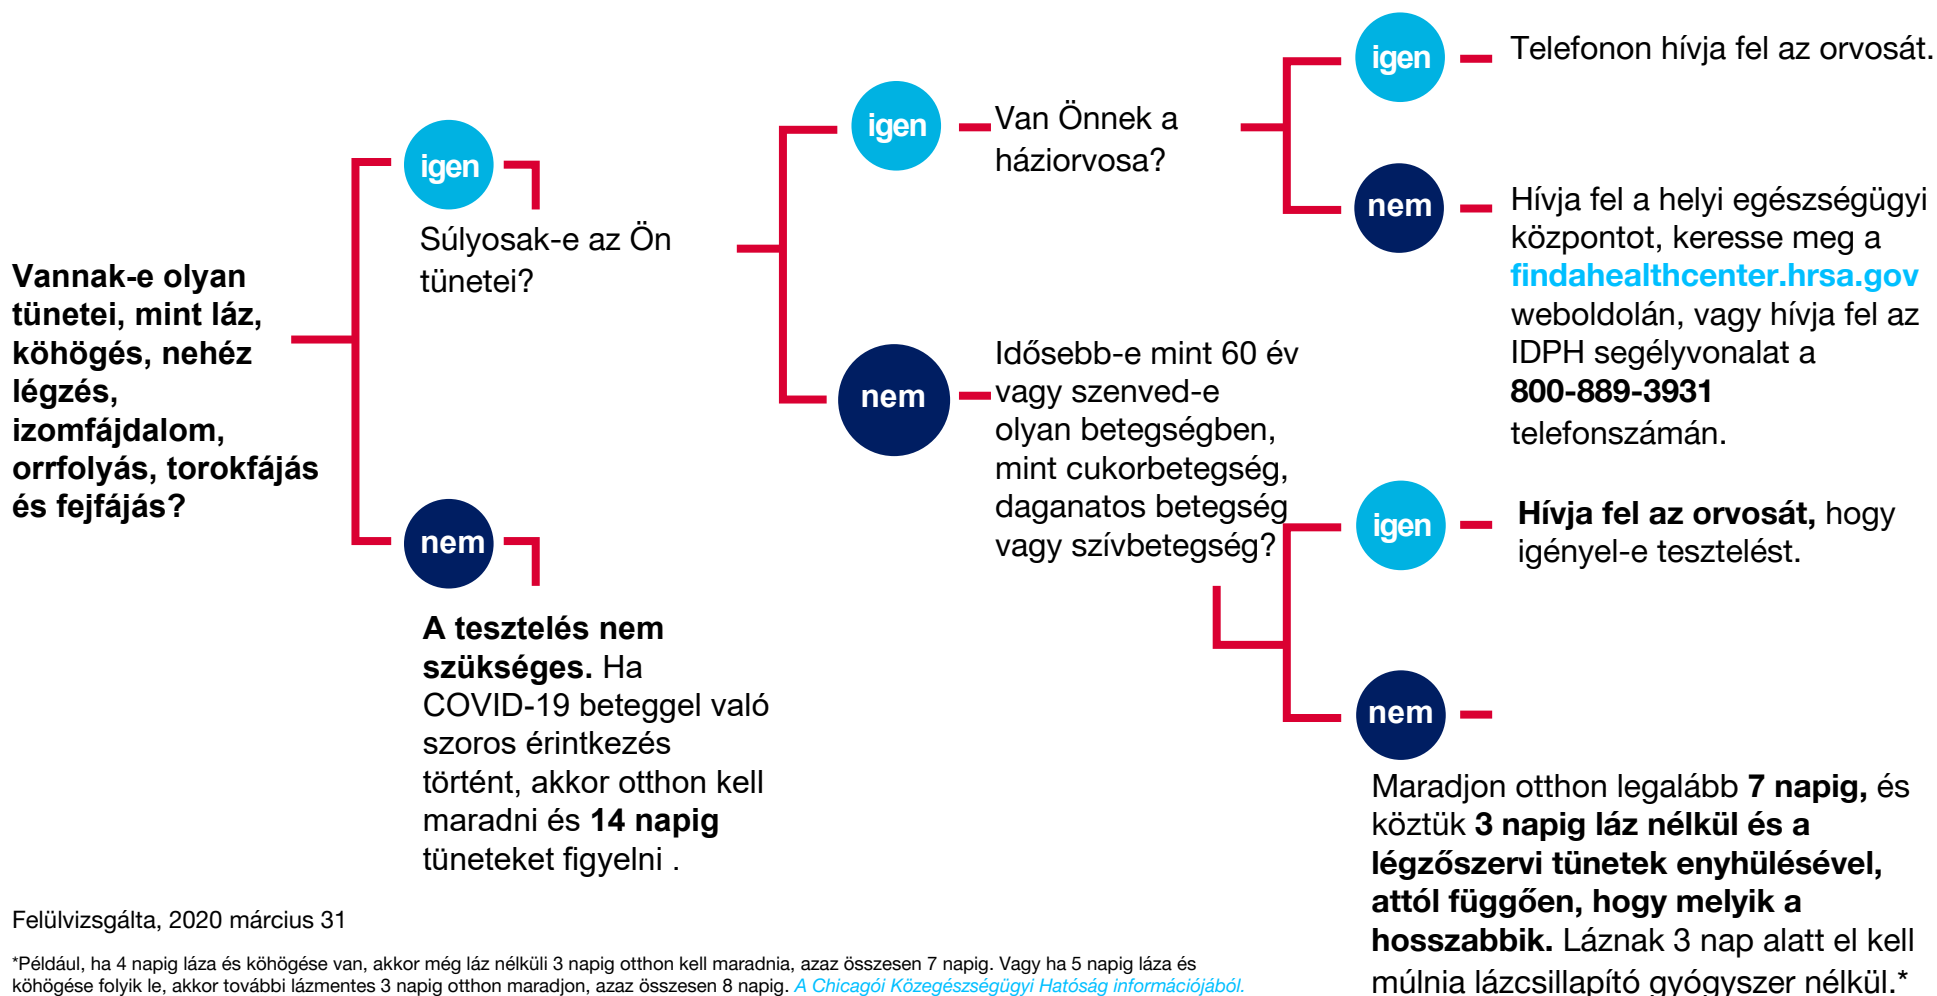 Vannak-e olyan
tünetei, mint láz,
köhögés, nehéz
légzés,
izomfájdalom,
orrfolyás, torokfájás
és fejfájás?
igen
Súlyosak-e az Ön
tünetei?
nem
A tesztelés nem
szükséges. Ha
COVID-19 beteggel való
szoros érintkezés
történt, akkor otthon kell
maradni és 14 napig
tüneteket figyelni .
igen
Van Önnek a
háziorvosa?
nem
Idősebb-e mint 60 év
vagy szenved-e
olyan betegségben,
mint cukorbetegség,
daganatos betegség
vagy szívbetegség?
igen
Telefonon hívja fel az orvosát.
nem
Hívja fel a helyi egészségügyi
központot, keresse meg a
findahealthcenter.hrsa.gov
weboldolán, vagy hívja fel az
IDPH segélyvonalat a
800-889-3931
telefonszámán.
igen
Hívja fel az orvosát, hogy
igényel-e tesztelést.
nem
Maradjon otthon legalább 7 napig, és
köztük 3 napig láz nélkül és a
légzőszervi tünetek enyhülésével,
attól függően, hogy melyik a
hosszabbik. Láznak 3 nap alatt el kell
múlnia lázcsillapító gyógyszer nélkül.*
Felülvizsgálta, 2020 március 31
*Például, ha 4 napig láza és köhögése van, akkor még láz nélküli 3 napig otthon kell maradnia, azaz összesen 7 napig. Vagy ha 5 napig láza és
köhögése folyik le, akkor további lázmentes 3 napig otthon maradjon, azaz összesen 8 napig. A Chicagói Közegészségügyi Hatóság információjából.